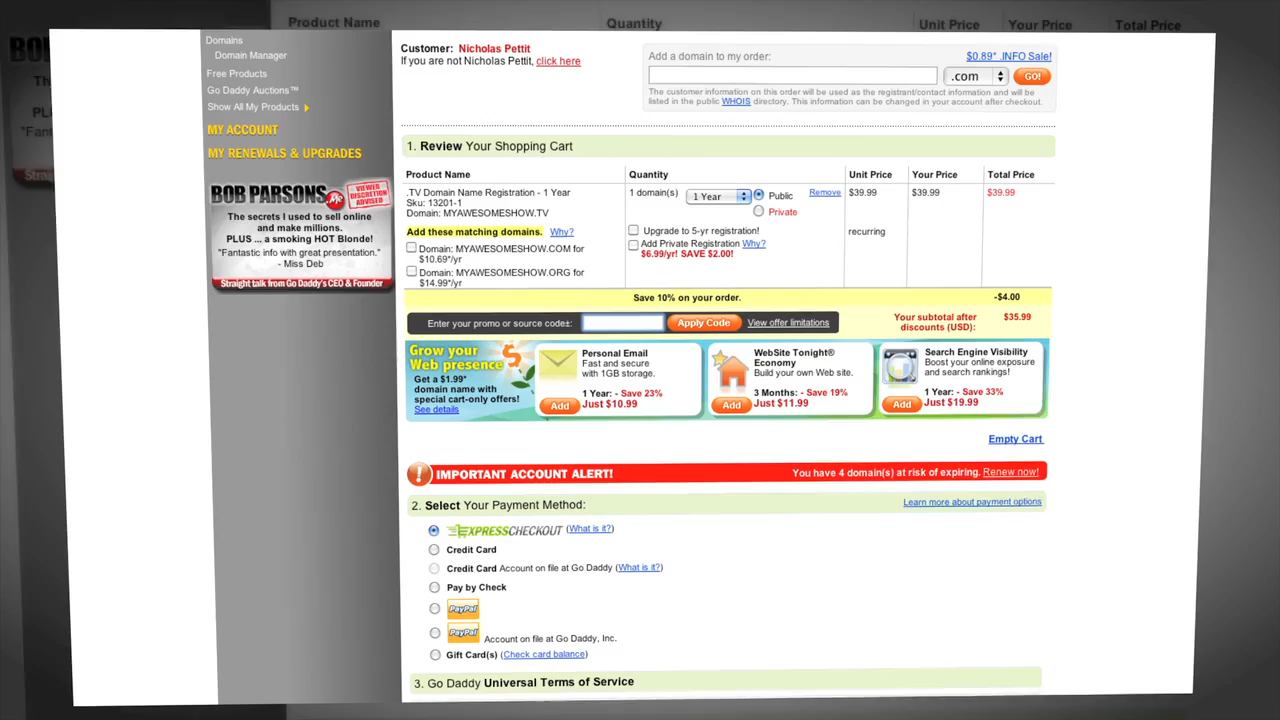 Product Name
Quantity
Unit Price
Your Price
Total Price
Domains
Domain Manager
Free Products
Go Daddy Auctions™
Show All My Products
MY ACCOUNT
MY RENEWALS & UPGRADES
BOB PARSONS.me
VIEWER DISCRETION ADVISED
The secrets I used to sell online
and make millions.
PLUS ... a smoking HOT Blonde!
"Fantastic info with great presentation."
- Miss Deb
Straight talk from Go Daddy's CEO & Founder
Customer: Nicholas Pettit
If you are not Nicholas Pettit, click here
Add a domain to my order:
$0.89* .INFO Sale!
.com
GO!
The customer information on this order will be used as the registrant/contact information and will be
listed in the public WHOIS directory. This information can be changed in your account after checkout.
1. Review Your Shopping Cart
Product Name
Quantity
Unit Price
Your Price
Total Price
.TV Domain Name Registration - 1 Year
Sku: 13201-1
Domain: MYAWESOMESHOW.TV
Add these matching domains. Why?
Domain: MYAWESOMESHOW.COM for
$10.69*/yr
Domain: MYAWESOMESHOW.ORG for
$14.99*/yr
1 domain(s)
1 Year
Public
Private
Remove
Upgrade to 5-yr registration!
Add Private Registration Why?
$6.99/yr! SAVE $2.00!
$39.99
recurring
$39.99
$39.99
Save 10% on your order.
-$4.00
Enter your promo or source code±:
Apply Code
View offer limitations
Your subtotal after
discounts (USD):
$35.99
Grow your
Web presence
Get a $1.99*
domain name with
special cart-only offers!
See details
Personal Email
Fast and secure
with 1GB storage.
1 Year: - Save 23%
Add
Just $10.99
WebSite Tonight®
Economy
Build your own Web site.
3 Months: - Save 19%
Add
Just $11.99
Search Engine Visibility
Boost your online exposure
and search rankings!
1 Year: - Save 33%
Add
Just $19.99
Empty Cart
IMPORTANT ACCOUNT ALERT!
You have 4 domain(s) at risk of expiring. Renew now!
2. Select Your Payment Method:
Learn more about payment options
EXPRESSCHECKOUT (What is it?)
Credit Card
Credit Card Account on file at Go Daddy (What is it?)
Pay by Check
PayPal
PayPal Account on file at Go Daddy, Inc.
Gift Card(s) (Check card balance)
3. Go Daddy Universal Terms of Service